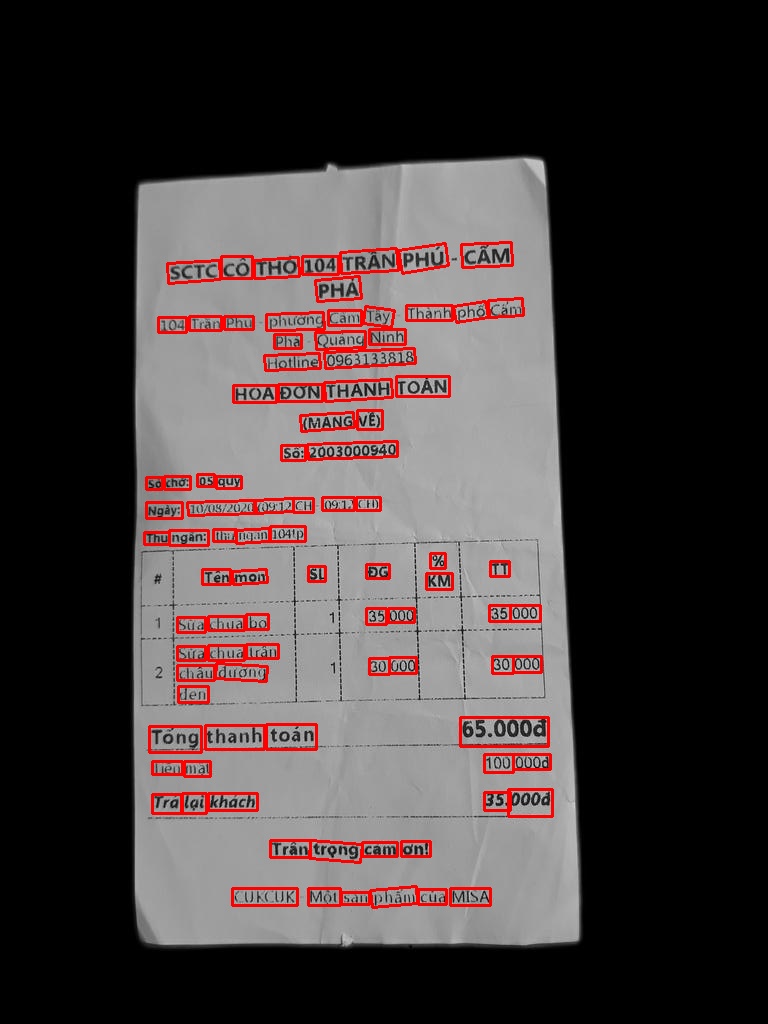 SCTC CÔ THƠ 104 TRẦN PHÚ - CẨM
PHẢ
104 Trần Phú - phường Cẩm Tây - Thành phố Cẩm
Phả - Quảng Ninh
Hotline 0963133818
HÓA ĐƠN THANH TOÁN
(MANG VỀ)
Số: 2003000940
Số chờ: 05 quy
Ngày: 10/08/2020 (09:12 CH - 09:12 CH)
Thu ngân: thu ngan 104tp
# Tên món SL ĐG % KM TT
1 Sữa chua bơ 1 35.000 35.000
2 Sữa chua trân 1 30.000 30.000
châu đường
đen
Tổng thanh toán 65.000đ
Tiền mặt 100.000đ
Trả lại khách 35.000đ
Trân trọng cảm ơn!
CUKCUK - Một sản phẩm của MISA